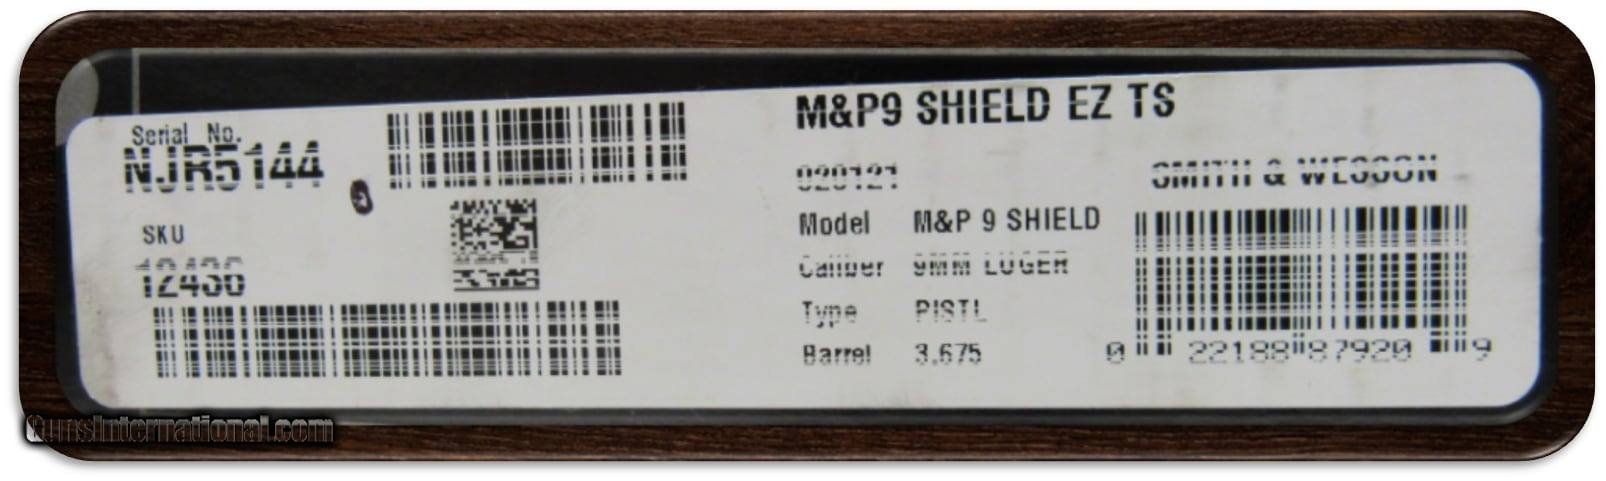 Serial No.
NJR5144
SKU
12436
M&P9 SHIELD EZ TS
020121
SMITH & WESSON
Model M&P 9 SHIELD
Caliber 9MM LUGER
Type PISTL
Barrel 3.675
0 22188 87920 9
GunsInternational.com